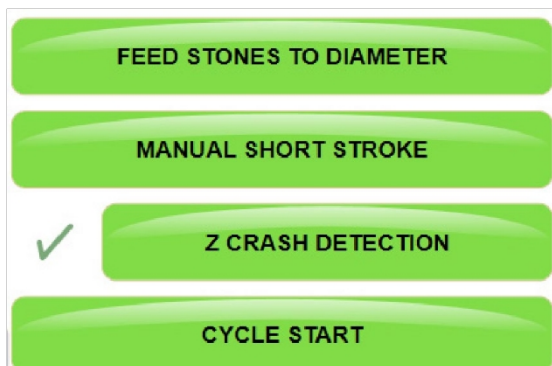 FEED STONES TO DIAMETER
MANUAL SHORT STROKE
Z CRASH DETECTION
CYCLE START